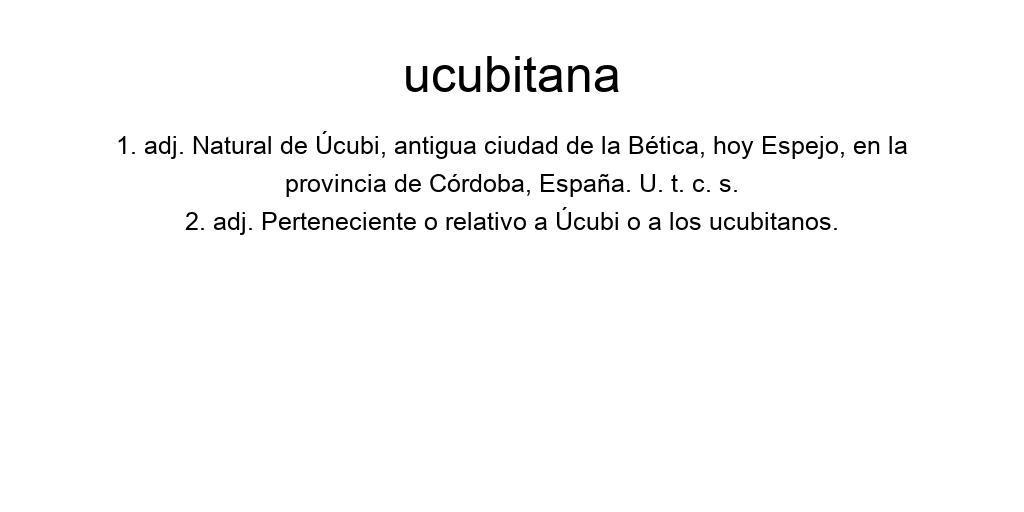 ucubitana
1. adj. Natural de Úcubi, antigua ciudad de la Bética, hoy Espejo, en la
provincia de Córdoba, España. U. t. c. s.
2. adj. Perteneciente o relativo a Úcubi o a los ucubitanos.